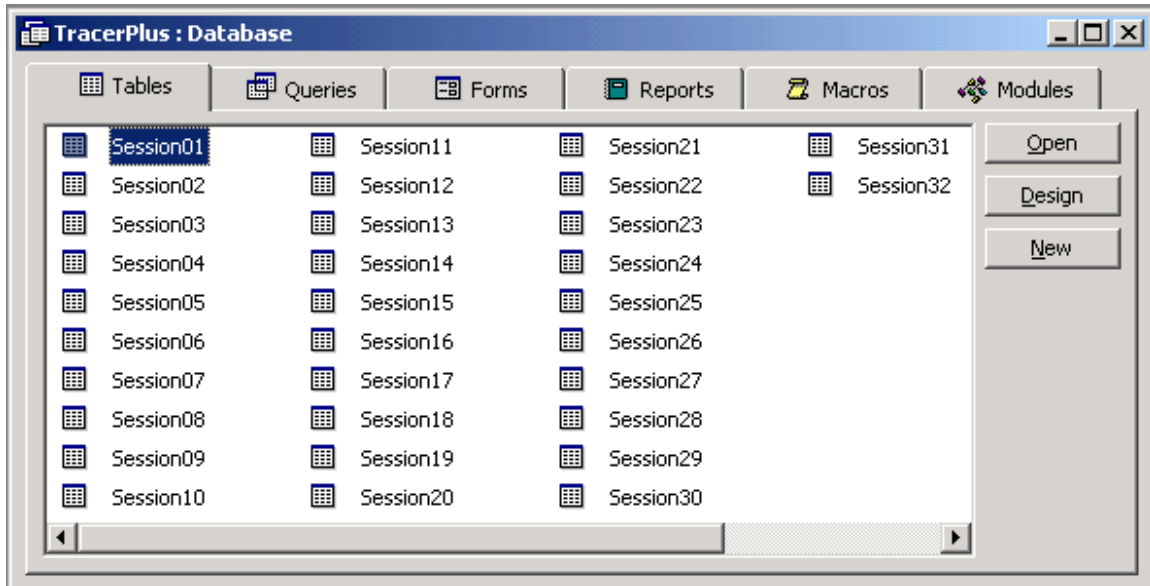 TracerPlus : Database
Tables Queries Forms Reports Macros Modules
Session01 Session11 Session21 Session31 Open
Session02 Session12 Session22 Session32 Design
Session03 Session13 Session23 New
Session04 Session14 Session24
Session05 Session15 Session25
Session06 Session16 Session26
Session07 Session17 Session27
Session08 Session18 Session28
Session09 Session19 Session29
Session10 Session20 Session30